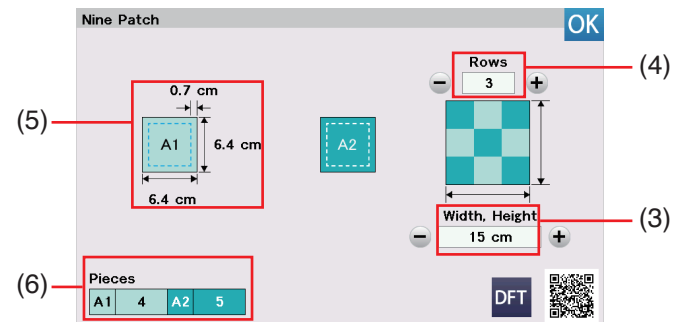 Nine Patch
OK
Rows
(4)
3
0.7 cm
(5)
A1
6.4 cm
A2
6.4 cm
Width, Height
(3)
15 cm
Pieces
(6)
A1 4 A2 5
DFT